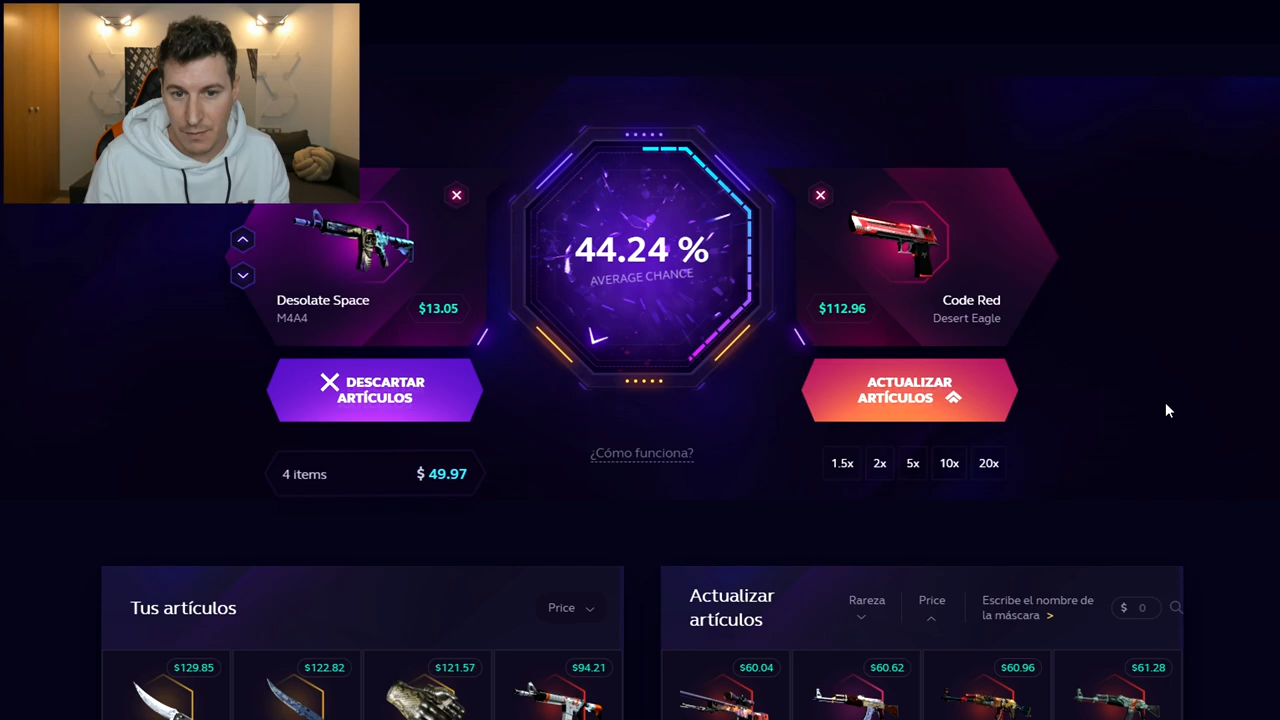 44.24 %
AVERAGE CHANCE
Desolate Space
M4A4
$13.05
$112.96
Code Red
Desert Eagle
DESCARTAR
ARTÍCULOS
ACTUALIZAR
ARTÍCULOS
4 items
$ 49.97
¿Cómo funciona?
1.5x
2x
5x
10x
20x
Tus artículos
Price
Actualizar
artículos
Rareza
Price
Escribe el nombre de
la máscara >
$ 0
$129.85
$122.82
$121.57
$94.21
$60.04
$60.62
$60.96
$61.28